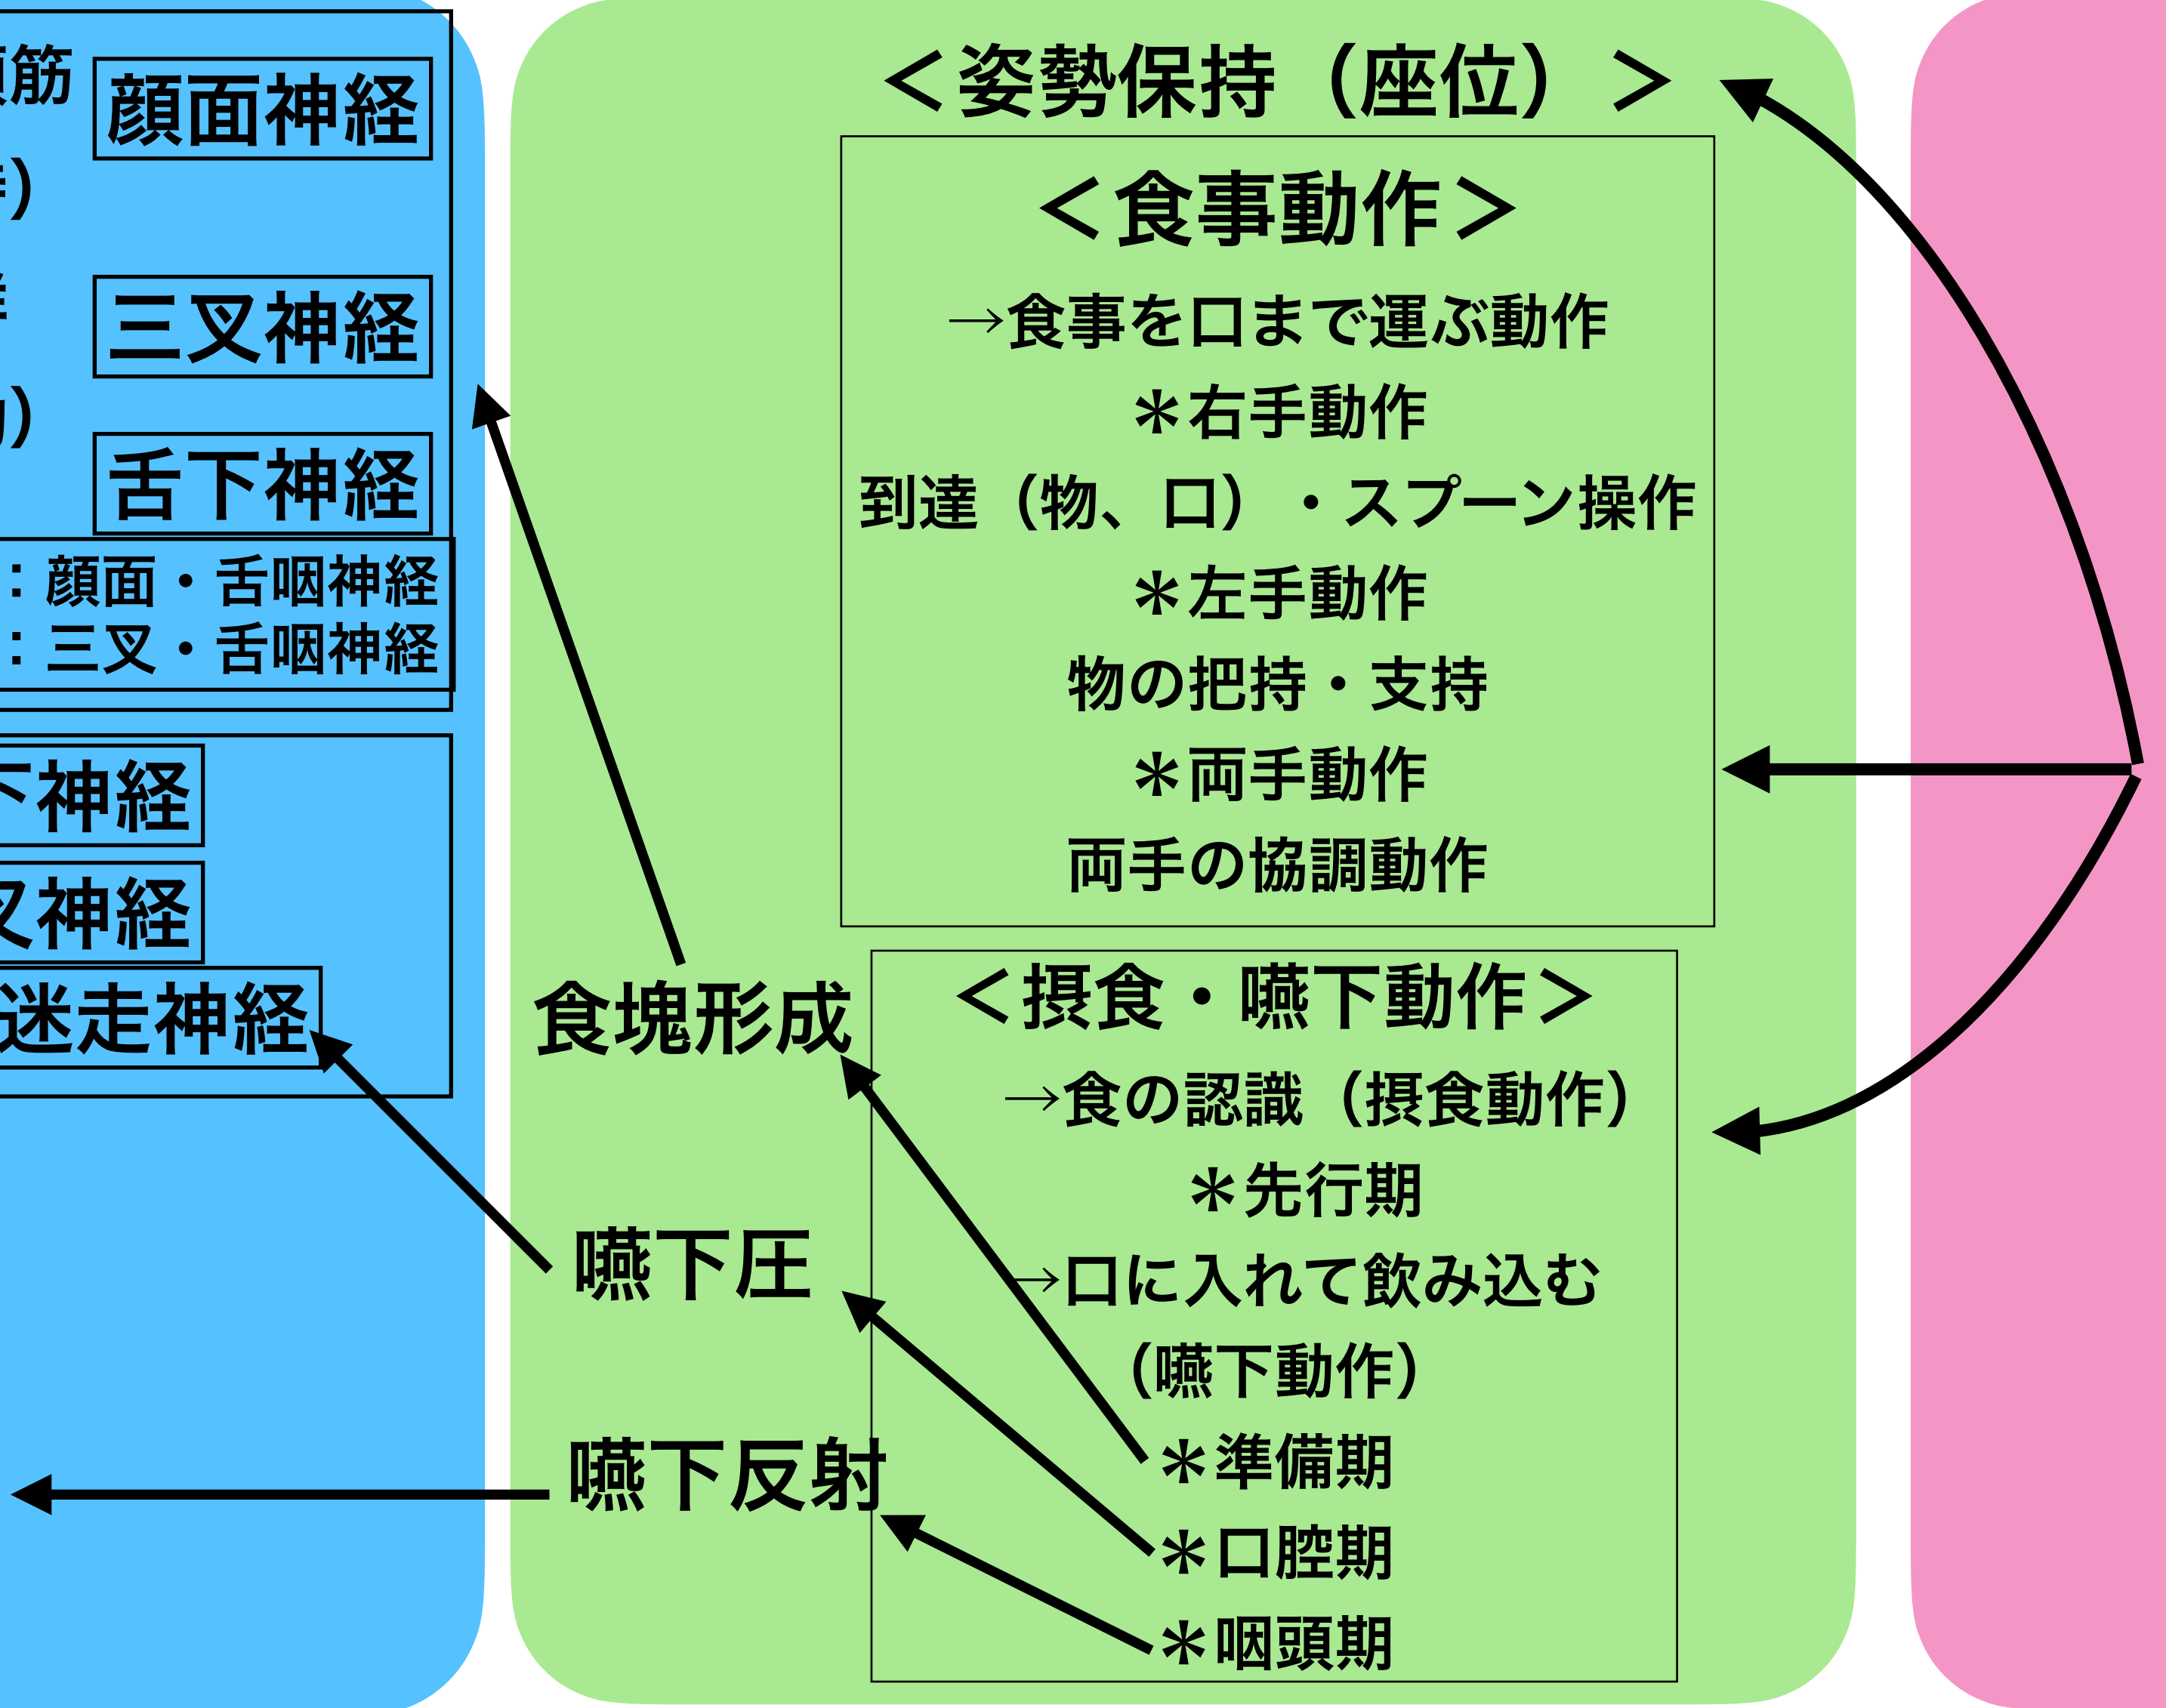 筋
顔面神経
）
三叉神経
）
舌下神経
：顔面・舌咽神経
：三叉・舌咽神経
神経
神経
迷走神経
＜姿勢保持（座位）＞
＜食事動作＞
→食事を口まで運ぶ動作
＊右手動作
到達（物、口）・スプーン操作
＊左手動作
物の把持・支持
＊両手動作
両手の協調動作
食塊形成
嚥下圧
嚥下反射
＜摂食・嚥下動作＞
→食の認識（摂食動作）
＊先行期
→口に入れて飲み込む
（嚥下動作）
＊準備期
＊口腔期
＊咽頭期